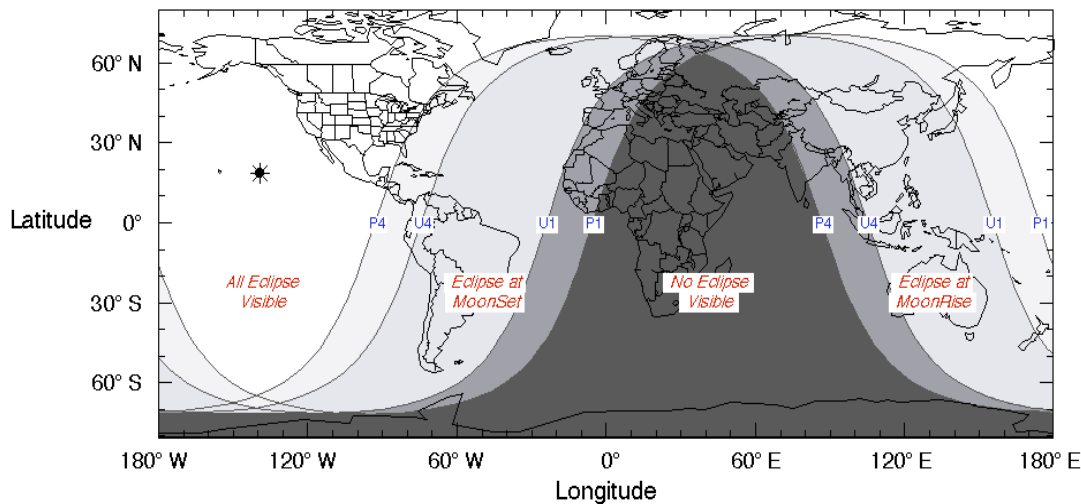 60° N
30° N
Latitude
0°
30° S
60° S
P4
U4
U1
P1
P4
U4
U1
P1
All Eclipse
Visible
Eclipse at
MoonSet
No Eclipse
Visible
Eclipse at
MoonRise
180° W
120° W
60° W
0°
60° E
120° E
180° E
Longitude